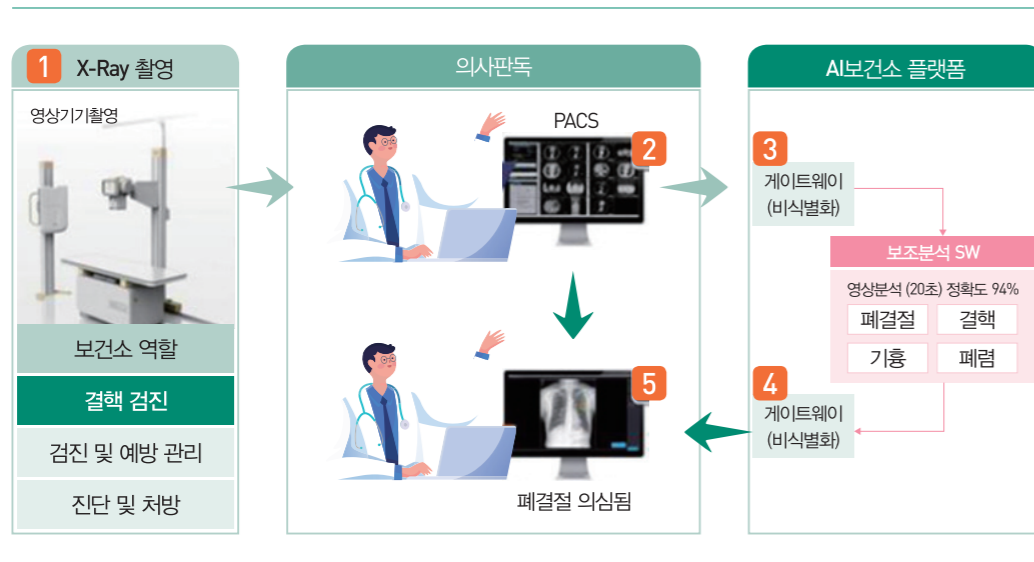 1 X-Ray 촬영
영상기기촬영
보건소 역할
결핵 검진
검진 및 예방 관리
진단 및 처방
의사판독
PACS
2
5
폐결절 의심됨
AI보건소 플랫폼
3
게이트웨이
(비식별화)
보조분석 SW
영상분석 (20초) 정확도 94%
폐결절 결핵
기흉 폐렴
4
게이트웨이
(비식별화)